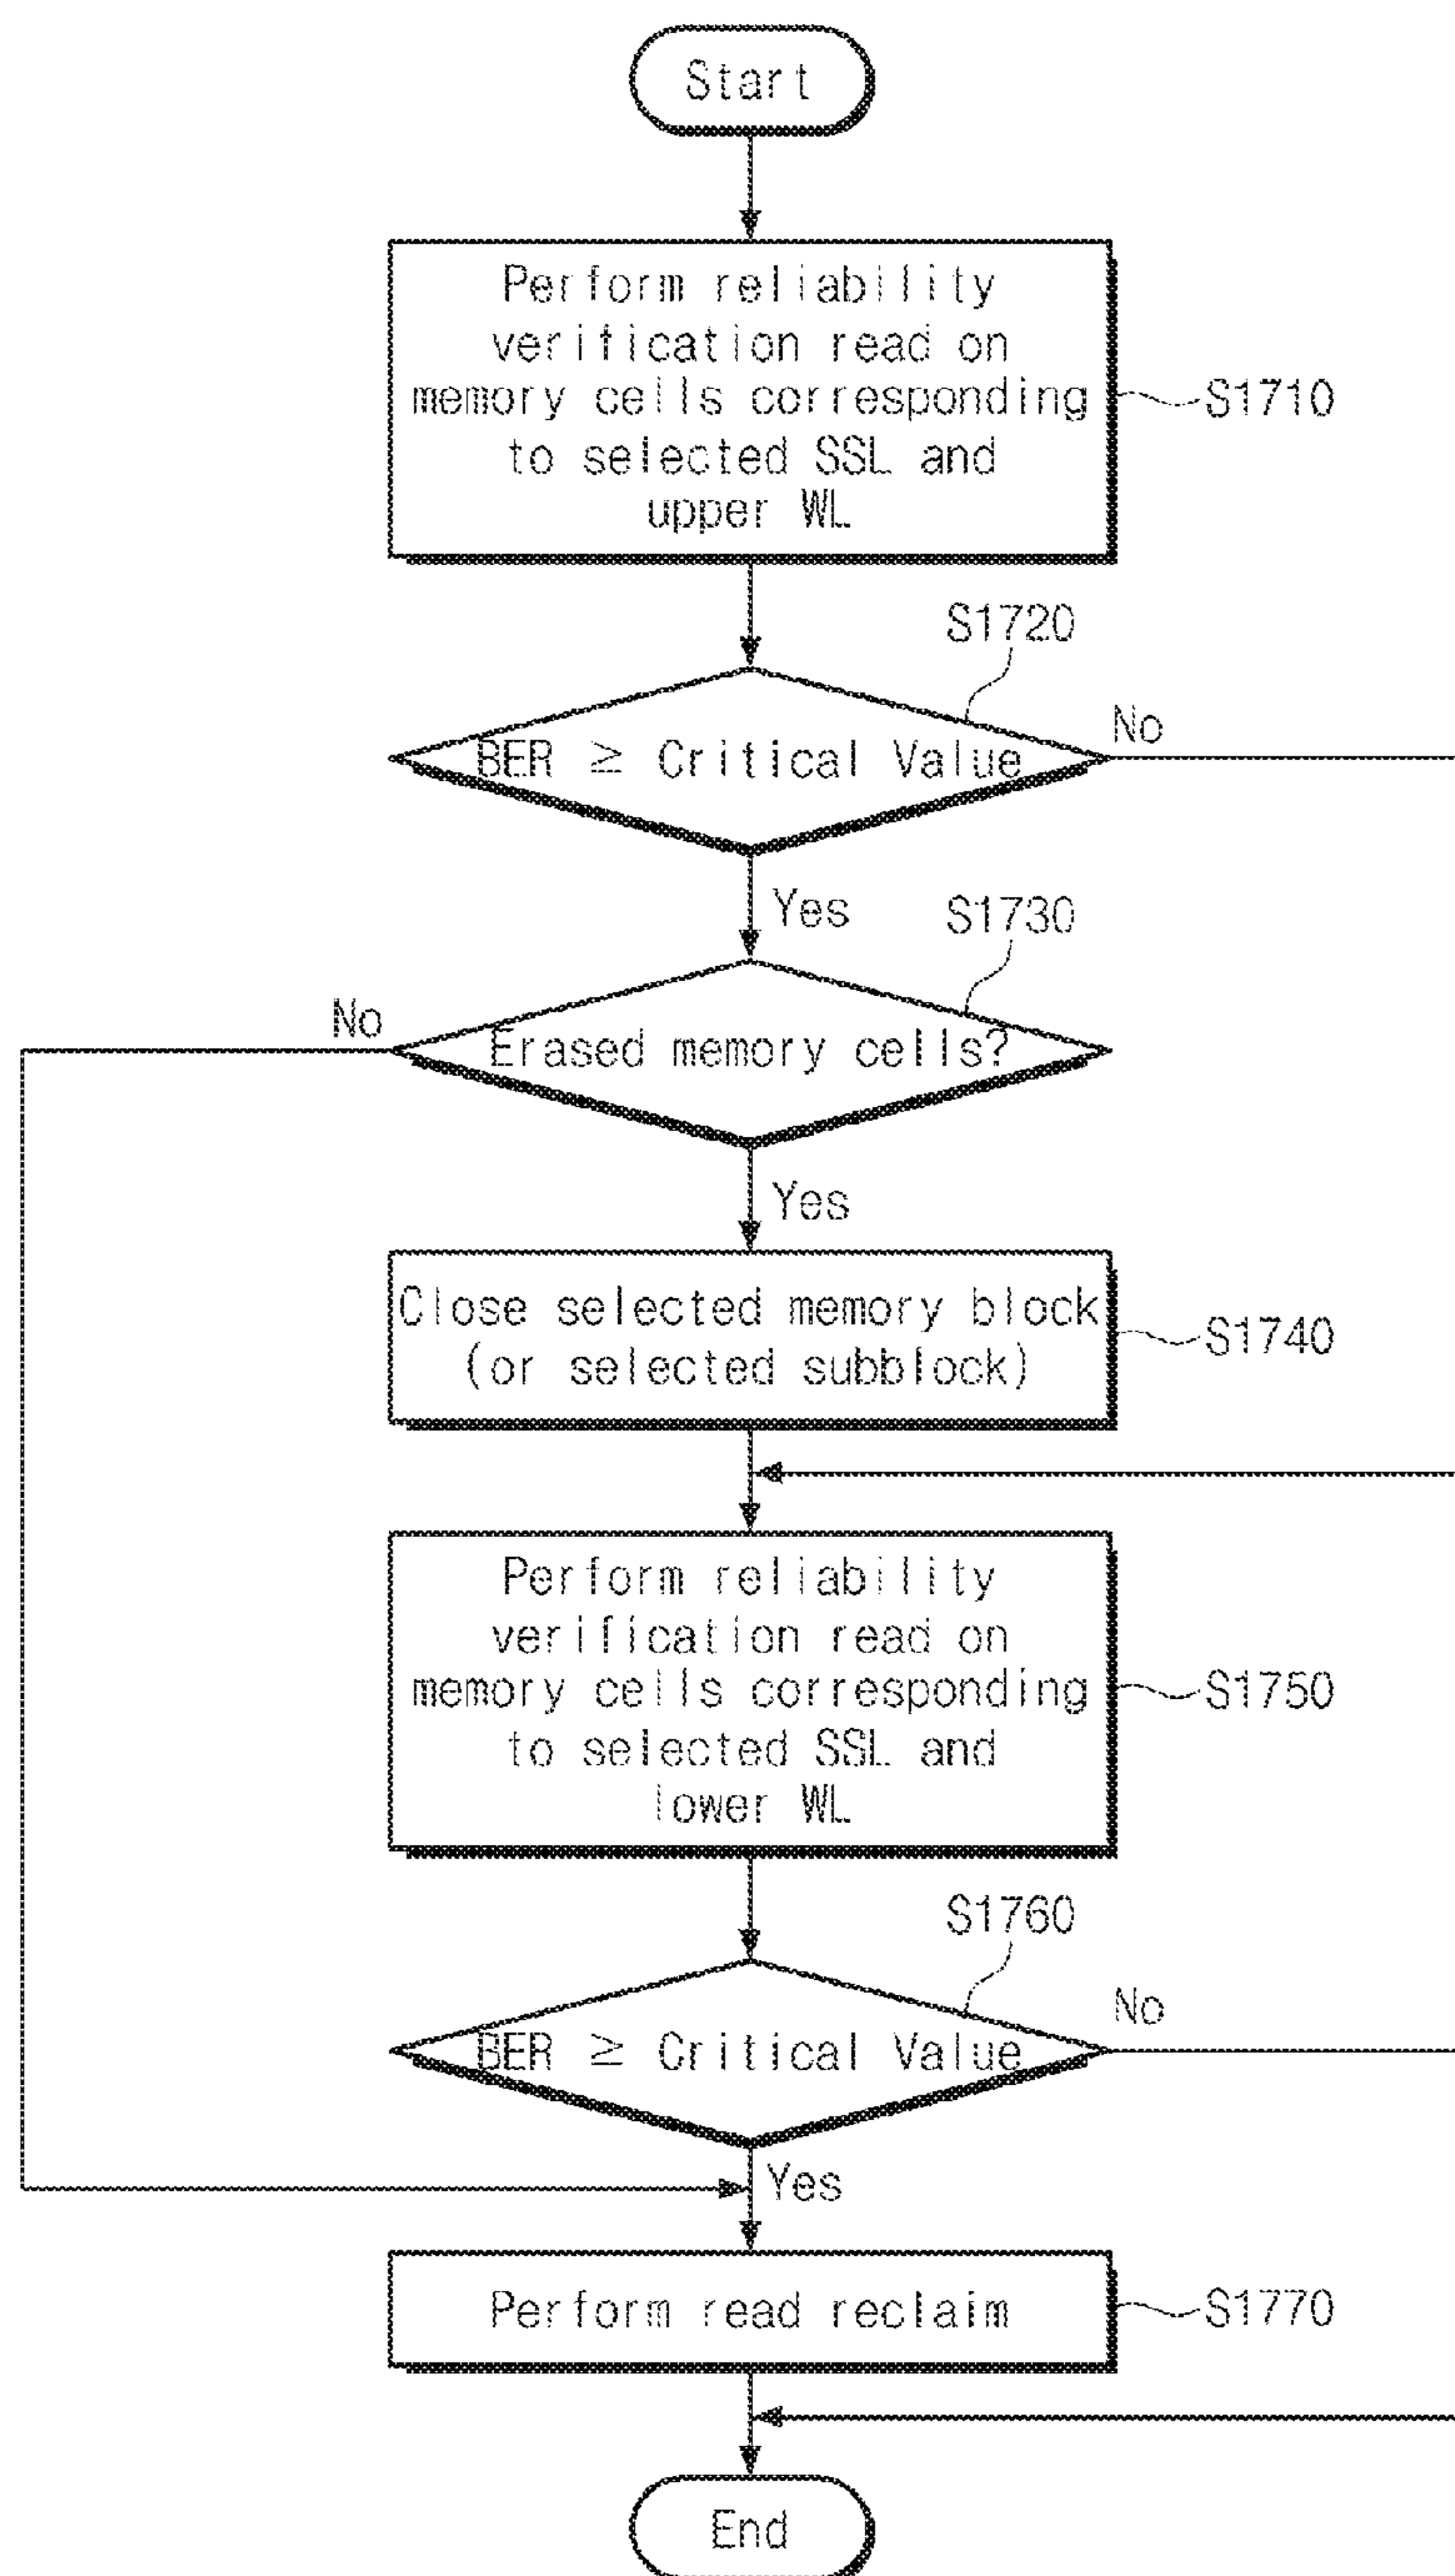 Start
Perform reliability
verification read on
memory cells corresponding
to selected SSL and
upper WL
S1710
S1720
BER ≥ Critical Value
No
Yes
S1730
Erased memory cells?
No
Yes
Close selected memory block
(or selected subblock)
S1740
Perform reliability
verification read on
memory cells corresponding
to selected SSL and
lower WL
S1750
S1760
BER ≥ Critical Value
No
Yes
Perform read reclaim
S1770
End